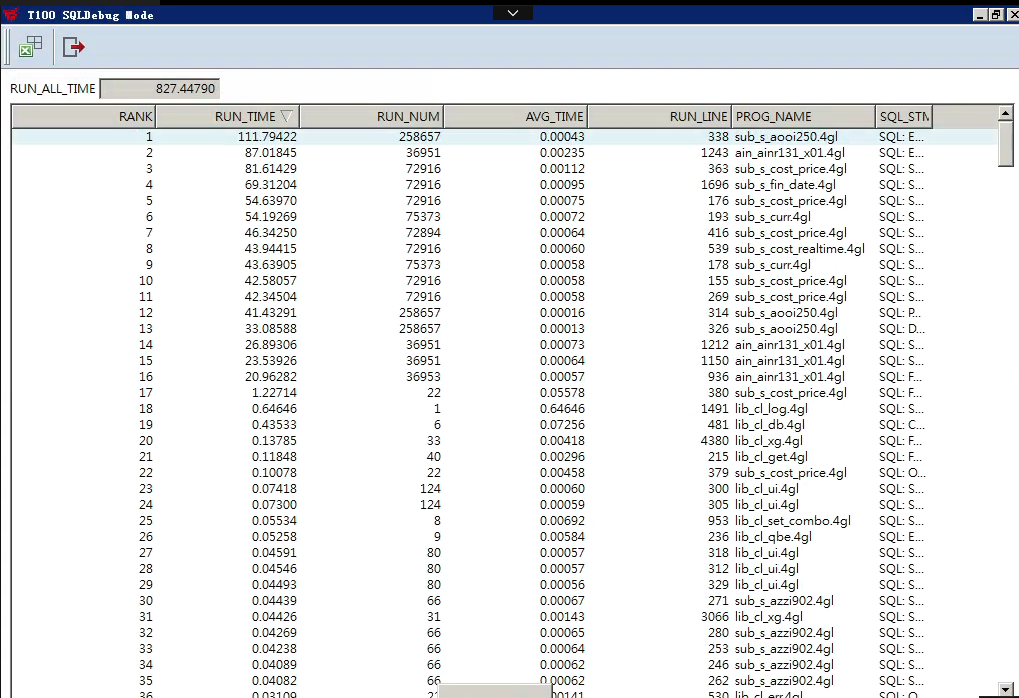 T100 SQLDebug Mode
RUN_ALL_TIME 827.44790
RANK RUN_TIME RUN_NUM AVG_TIME RUN_LINE PROG_NAME SQL_STM
1 111.79422 258657 0.00043 338 sub_s_aooi250.4gl SQL: E...
2 87.01845 36951 0.00235 1243 ain_ainr131_x01.4gl SQL: E...
3 81.61429 72916 0.00112 363 sub_s_cost_price.4gl SQL: S...
4 69.31204 72916 0.00095 1696 sub_s_fin_date.4gl SQL: S...
5 54.63970 72916 0.00075 176 sub_s_cost_price.4gl SQL: S...
6 54.19269 75373 0.00072 193 sub_s_curr.4gl SQL: S...
7 46.34250 72894 0.00064 416 sub_s_cost_price.4gl SQL: S...
8 43.94415 72916 0.00060 539 sub_s_cost_realtime.4gl SQL: S...
9 43.63905 75373 0.00058 178 sub_s_curr.4gl SQL: S...
10 42.58057 72916 0.00058 155 sub_s_cost_price.4gl SQL: S...
11 42.34504 72916 0.00058 269 sub_s_cost_price.4gl SQL: S...
12 41.43291 258657 0.00016 314 sub_s_aooi250.4gl SQL: P...
13 33.08588 258657 0.00013 326 sub_s_aooi250.4gl SQL: D...
14 26.89306 36951 0.00073 1212 ain_ainr131_x01.4gl SQL: S...
15 23.53926 36951 0.00064 1150 ain_ainr131_x01.4gl SQL: S...
16 20.96282 36953 0.00057 936 ain_ainr131_x01.4gl SQL: F...
17 1.22714 22 0.05578 380 sub_s_cost_price.4gl SQL: F...
18 0.64646 1 0.64646 1491 lib_cl_log.4gl SQL: S...
19 0.43533 6 0.07256 481 lib_cl_db.4gl SQL: C...
20 0.13785 33 0.00418 4380 lib_cl_xg.4gl SQL: F...
21 0.11848 40 0.00296 215 lib_cl_get.4gl SQL: F...
22 0.10078 22 0.00458 379 sub_s_cost_price.4gl SQL: O...
23 0.07418 124 0.00060 300 lib_cl_ui.4gl SQL: S...
24 0.07300 124 0.00059 305 lib_cl_ui.4gl SQL: S...
25 0.05534 8 0.00692 953 lib_cl_set_combo.4gl SQL: S...
26 0.05258 9 0.00584 236 lib_cl_qbe.4gl SQL: E...
27 0.04591 80 0.00057 318 lib_cl_ui.4gl SQL: S...
28 0.04546 80 0.00057 312 lib_cl_ui.4gl SQL: S...
29 0.04493 80 0.00056 329 lib_cl_ui.4gl SQL: S...
30 0.04439 66 0.00067 271 sub_s_azzi902.4gl SQL: S...
31 0.04426 31 0.00143 3066 lib_cl_xg.4gl SQL: S...
32 0.04269 66 0.00065 280 sub_s_azzi902.4gl SQL: S...
33 0.04238 66 0.00064 253 sub_s_azzi902.4gl SQL: S...
34 0.04089 66 0.00062 246 sub_s_azzi902.4gl SQL: S...
35 0.04082 66 0.00062 262 sub_s_azzi902.4gl SQL: S...
36 0.03109 530 lib_cl_err.4gl SQL: O...